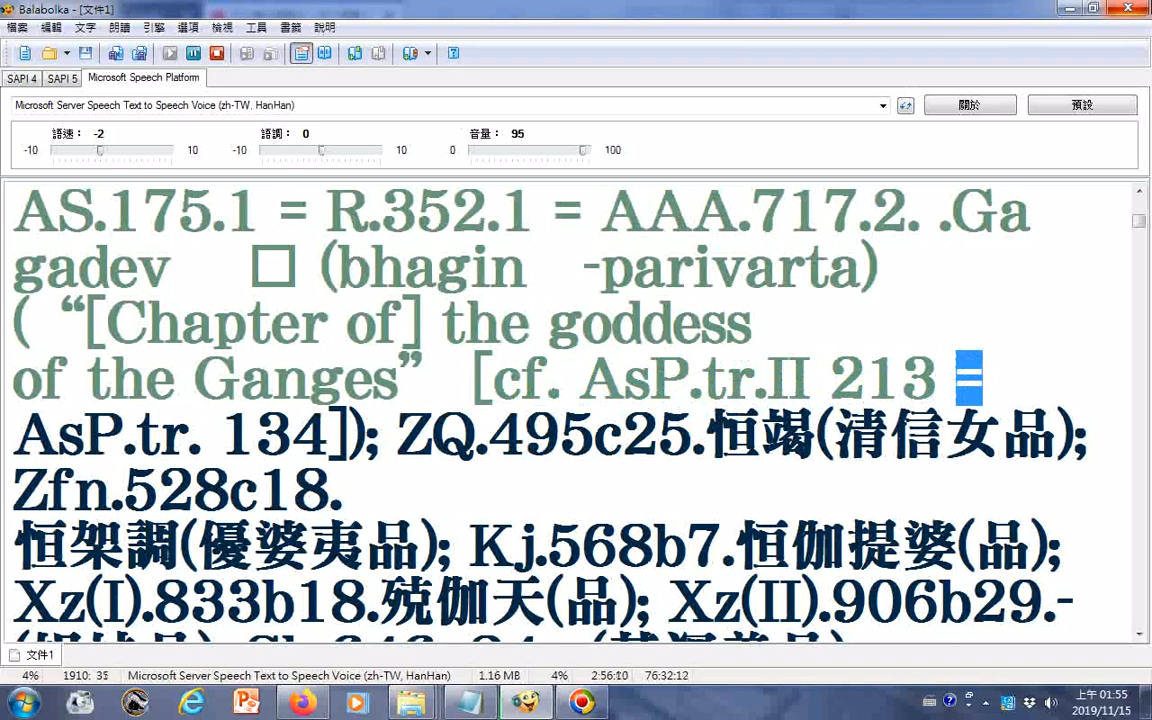 Balabolka - [文件1]
檔案 編輯 文字 朗讀 引擎 選項 檢視 工具 書籤 說明
SAPI 4 SAPI 5 Microsoft Speech Platform
Microsoft Server Speech Text to Speech Voice (zh-TW, HanHan) 關於 預設
語速： -2 語調： 0 音量： 95
-10 10 -10 10 0 100
AS.175.1 = R.352.1 = AAA.717.2. .Ga
gadev □ (bhagin -parivarta)
(“[Chapter of] the goddess
of the Ganges” [cf. AsP.tr.II 213 =
AsP.tr. 134]); ZQ.495c25.恒竭(清信女品);
Zfn.528c18.
恒架調(優婆夷品); Kj.568b7.恒伽提婆(品);
Xz(I).833b18.殑伽天(品); Xz(II).906b29.-
文件1
4% 1910: 35 Microsoft Server Speech Text to Speech Voice (zh-TW, HanHan) 1.16 MB 4% 2:56:10 76:32:12
上午 01:55
2019/11/15